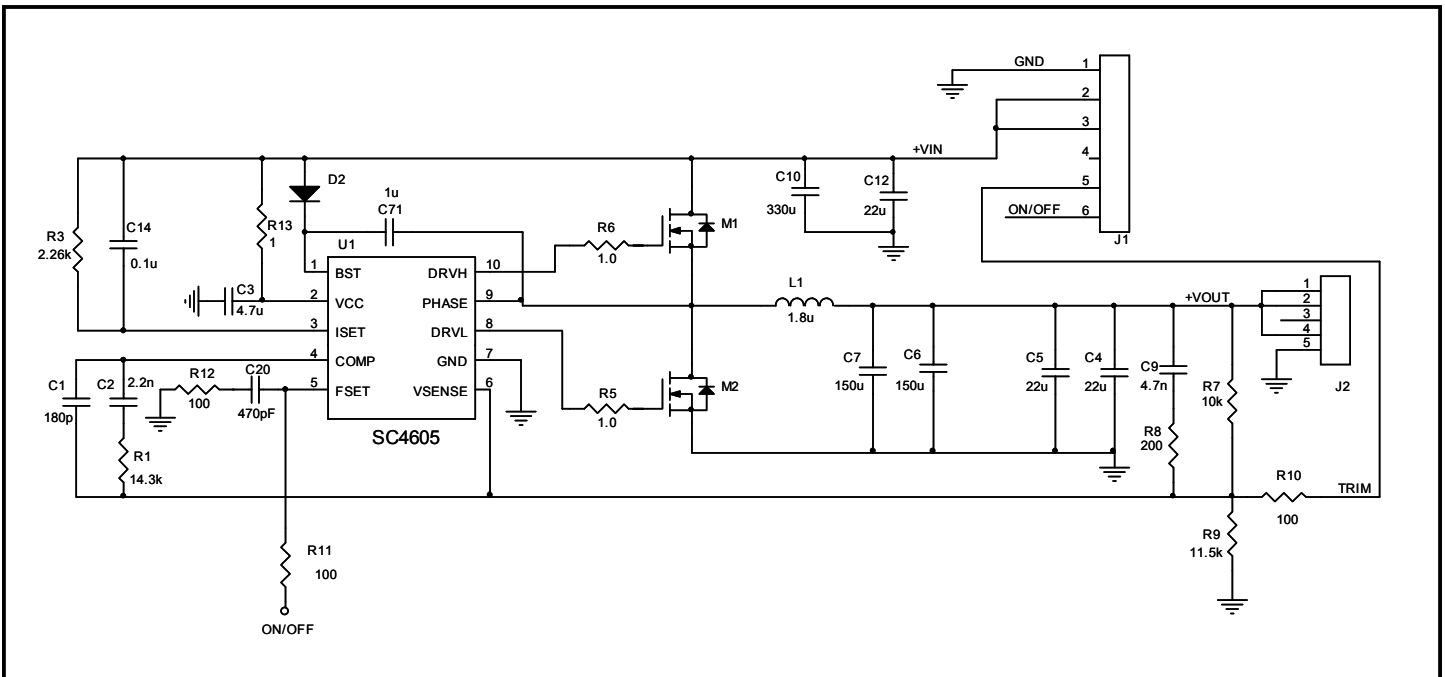 GND
1
2
3
+VIN
4
5
ON/OFF
6
J1
D2
1u
C71
C10
330u
C12
22u
R3
2.26k
C14
0.1u
R13
1
R6
1.0
M1
U1
1
BST
DRVH
10
C3
4.7u
2
VCC
PHASE
9
3
ISET
DRVL
8
4
COMP
GND
7
5
FSET
VSENSE
6
SC4605
L1
1.8u
+VOUT
1
2
3
4
5
J2
C1
180p
C2
2.2n
R12
100
C20
470pF
R5
1.0
M2
C7
150u
C6
150u
C5
22u
C4
22u
C9
4.7n
R7
10k
R8
200
R1
14.3k
R10
100
TRIM
R9
11.5k
R11
100
ON/OFF